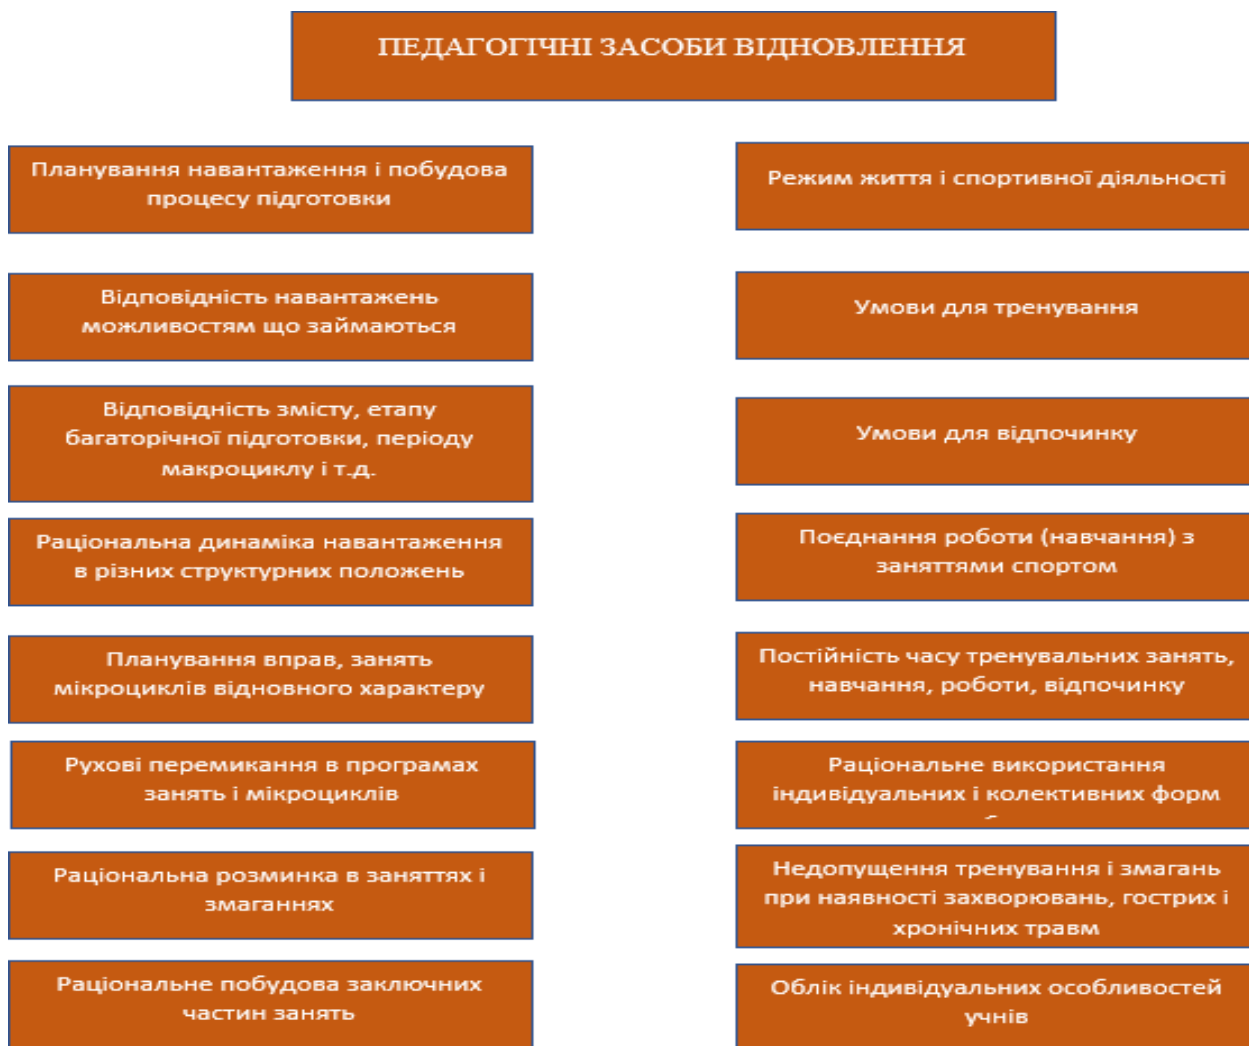 ПЕДАГОГІЧНІ ЗАСОБИ ВІДНОВЛЕННЯ
Планування навантаження і побудова
процесу підготовки
Відповідність навантажень
можливостям що займаються
Відповідність змісту, етапу
багаторічної підготовки, періоду
макроциклу і т.д.
Раціональна динаміка навантаження
в різних структурних положень
Планування вправ, занять
мікроциклів відновного характеру
Рухові перемикання в програмах
занять і мікроциклів
Раціональна розминка в заняттях і
змаганнях
Раціональне побудова заключних
частин занять
Режим життя і спортивної діяльності
Умови для тренування
Умови для відпочинку
Поєднання роботи (навчання) з
заняттями спортом
Постійність часу тренувальних занять,
навчання, роботи, відпочинку
Раціональне використання
індивідуальних і колективних форм
Недопущення тренування і змагань
при наявності захворювань, гострих і
хронічних травм
Облік індивідуальних особливостей
учнів